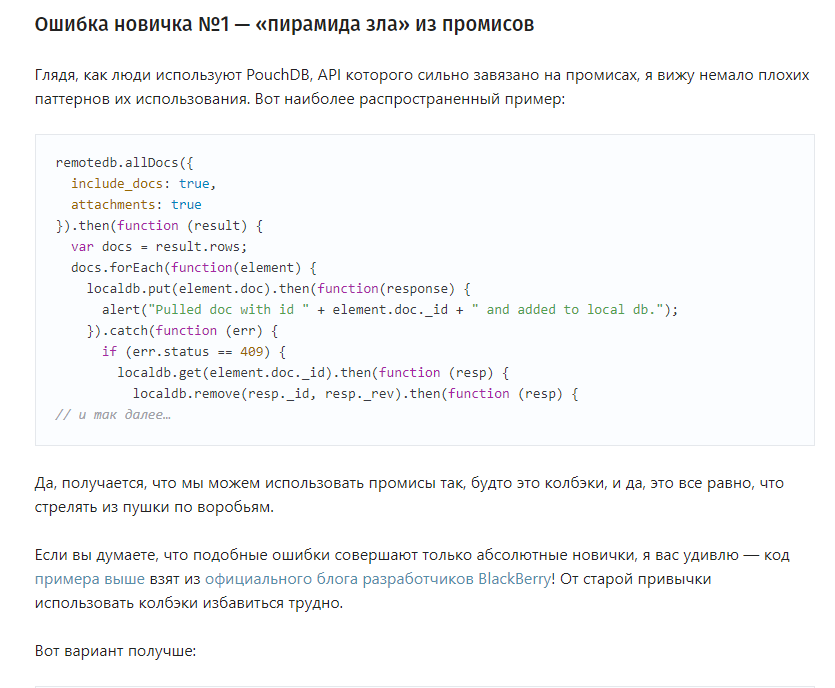 Ошибка новичка №1 — «пирамида зла» из промисов
Глядя, как люди используют PouchDB, API которого сильно завязано на промисах, я вижу немало плохих
паттернов их использования. Вот наиболее распространенный пример:
remotedb.allDocs({
  include_docs: true,
  attachments: true
}).then(function (result) {
  var docs = result.rows;
  docs.forEach(function(element) {
    localdb.put(element.doc).then(function(response) {
      alert("Pulled doc with id " + element.doc._id + " and added to local db.");
    }).catch(function (err) {
      if (err.status == 409) {
        localdb.get(element.doc._id).then(function (resp) {
          localdb.remove(resp._id, resp._rev).then(function (resp) {
// и так далее…
Да, получается, что мы можем использовать промисы так, будто это колбэки, и да, это все равно, что
стрелять из пушки по воробьям.
Если вы думаете, что подобные ошибки совершают только абсолютные новички, я вас удивлю — код
примера выше взят из официального блога разработчиков BlackBerry! От старой привычки
использовать колбэки избавиться трудно.
Вот вариант получше: